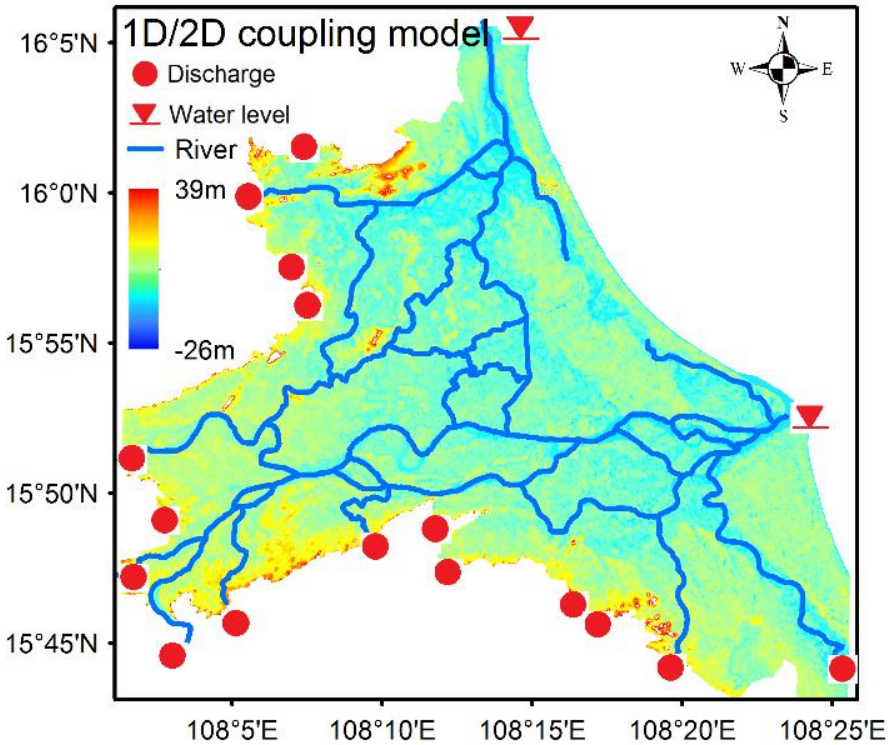 1D/2D coupling model
Discharge
Water level
River
39m
-26m
N
W E
S
16°5'N
16°0'N
15°55'N
15°50'N
15°45'N
108°5'E 108°10'E 108°15'E 108°20'E 108°25'E